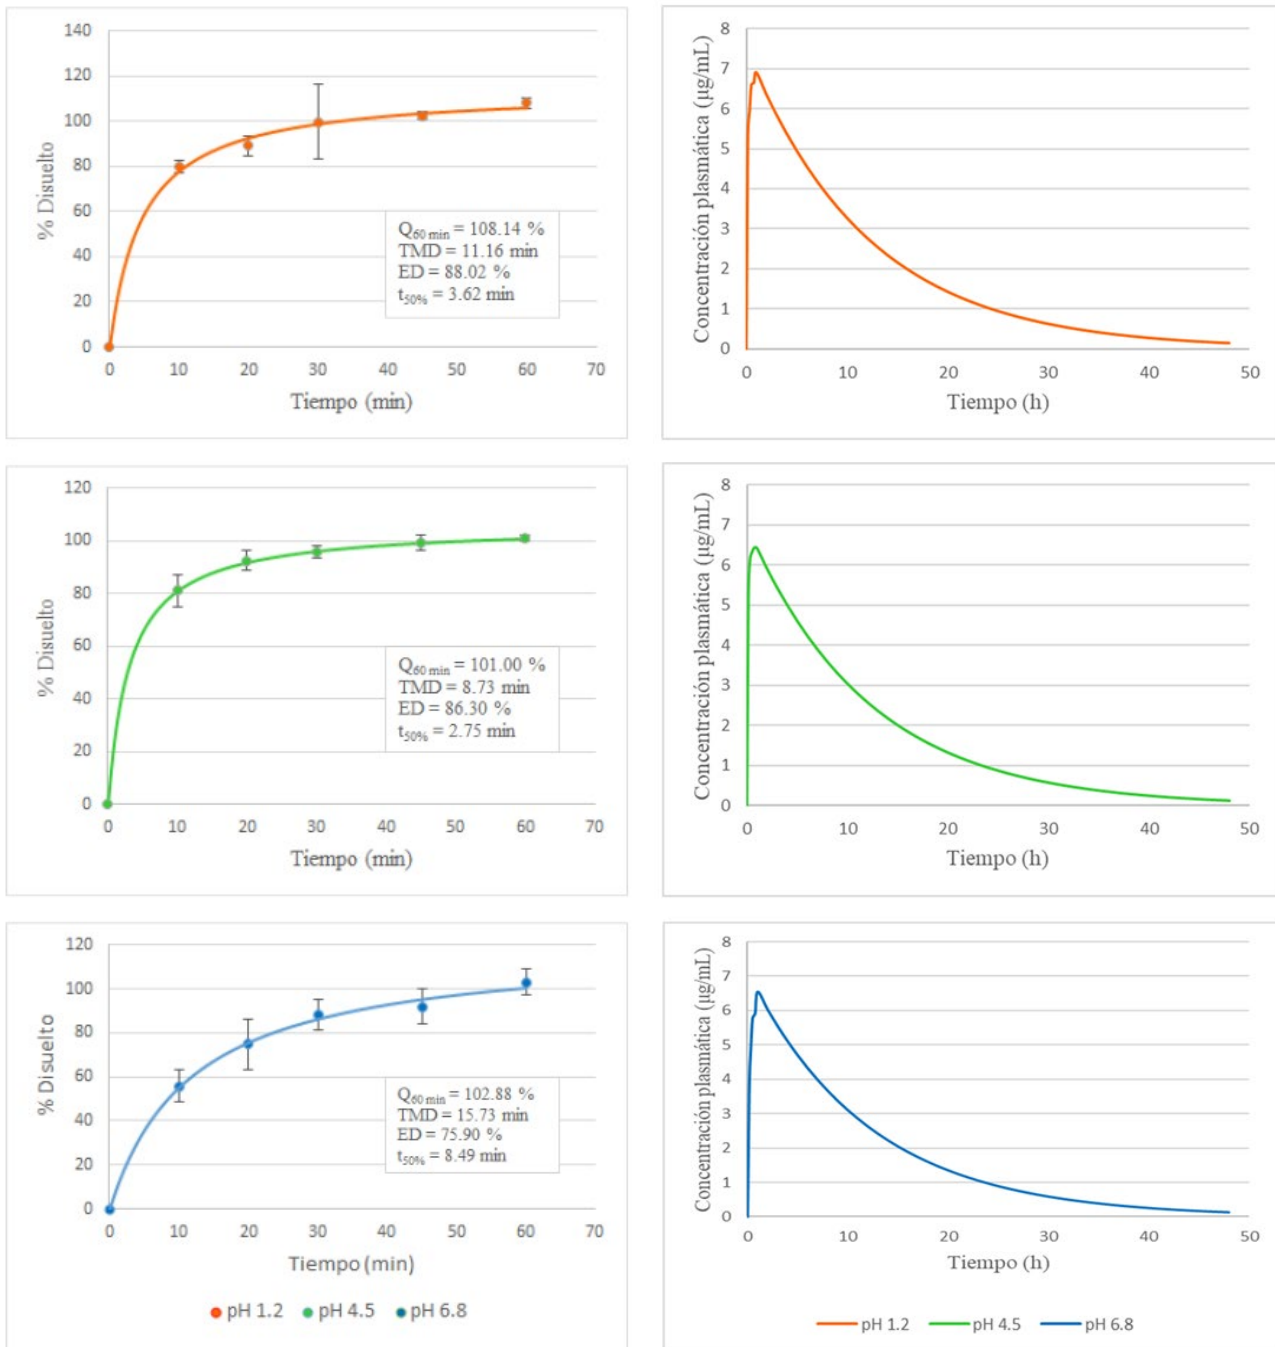 140
120
100
80
60
40
20
0
% Disuelto
Q60 min = 108.14 %
TMD = 11.16 min
ED = 88.02 %
t50% = 3.62 min
0 10 20 30 40 50 60 70
Tiempo (min)
8
7
6
5
4
3
2
1
0
Concentración plasmática (µg/mL)
0 10 20 30 40 50
Tiempo (h)
120
100
80
60
40
20
0
% Disuelto
Q60 min = 101.00 %
TMD = 8.73 min
ED = 86.30 %
t50% = 2.75 min
0 10 20 30 40 50 60 70
Tiempo (min)
8
7
6
5
4
3
2
1
0
Concentración plasmática (µg/mL)
0 10 20 30 40 50
Tiempo (h)
120
100
80
60
40
20
0
% Disuelto
Q60 min = 102.88 %
TMD = 15.73 min
ED = 75.90 %
t50% = 8.49 min
0 10 20 30 40 50 60 70
Tiempo (min)
pH 1.2 pH 4.5 pH 6.8
8
7
6
5
4
3
2
1
0
Concentración plasmática (µg/mL)
0 10 20 30 40 50
Tiempo (h)
pH 1.2 pH 4.5 pH 6.8